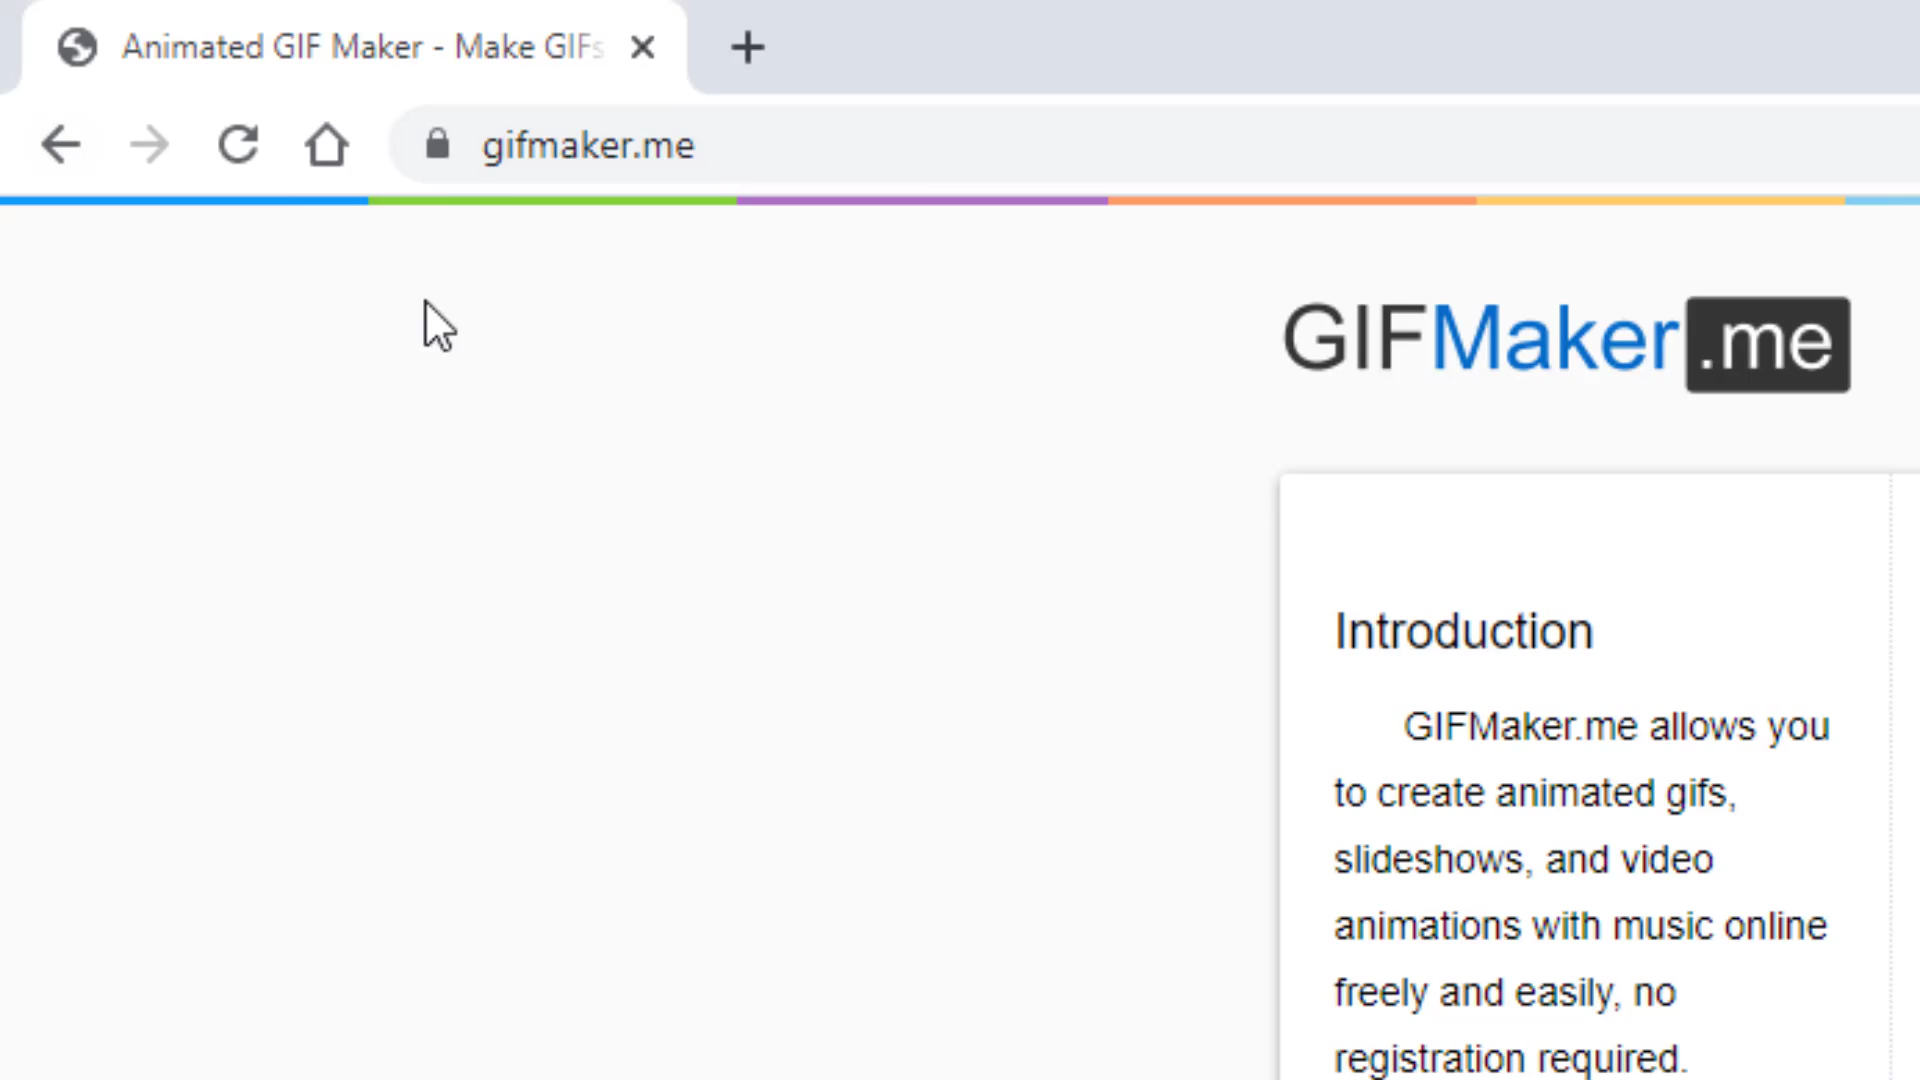 Animated GIF Maker - Make GIFs
gifmaker.me
GIFMaker.me
Introduction
GIFMaker.me allows you
to create animated gifs,
slideshows, and video
animations with music online
freely and easily, no
registration required.